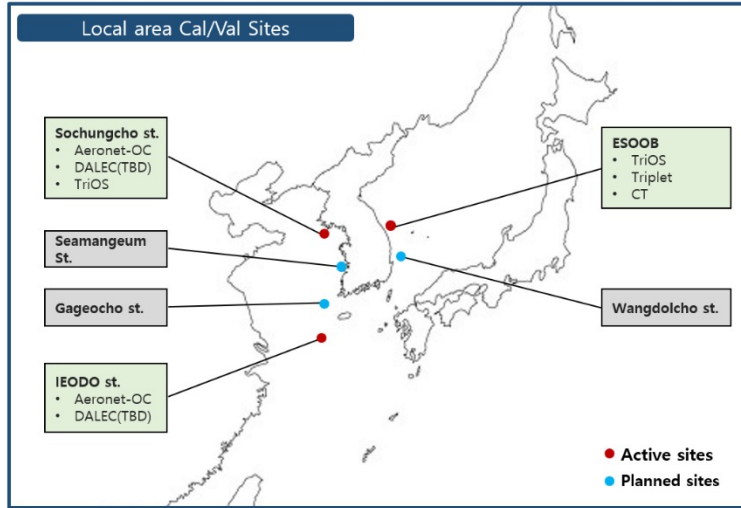 Local area Cal/Val Sites
Sochungcho st.
• Aeronet-OC
• DALEC(TBD)
• TriOS
Seamangeum
St.
Gageocho st.
IEODO st.
• Aeronet-OC
• DALEC(TBD)
ESOOB
• TriOS
• Triplet
• CT
Wangdolcho st.
Active sites
Planned sites